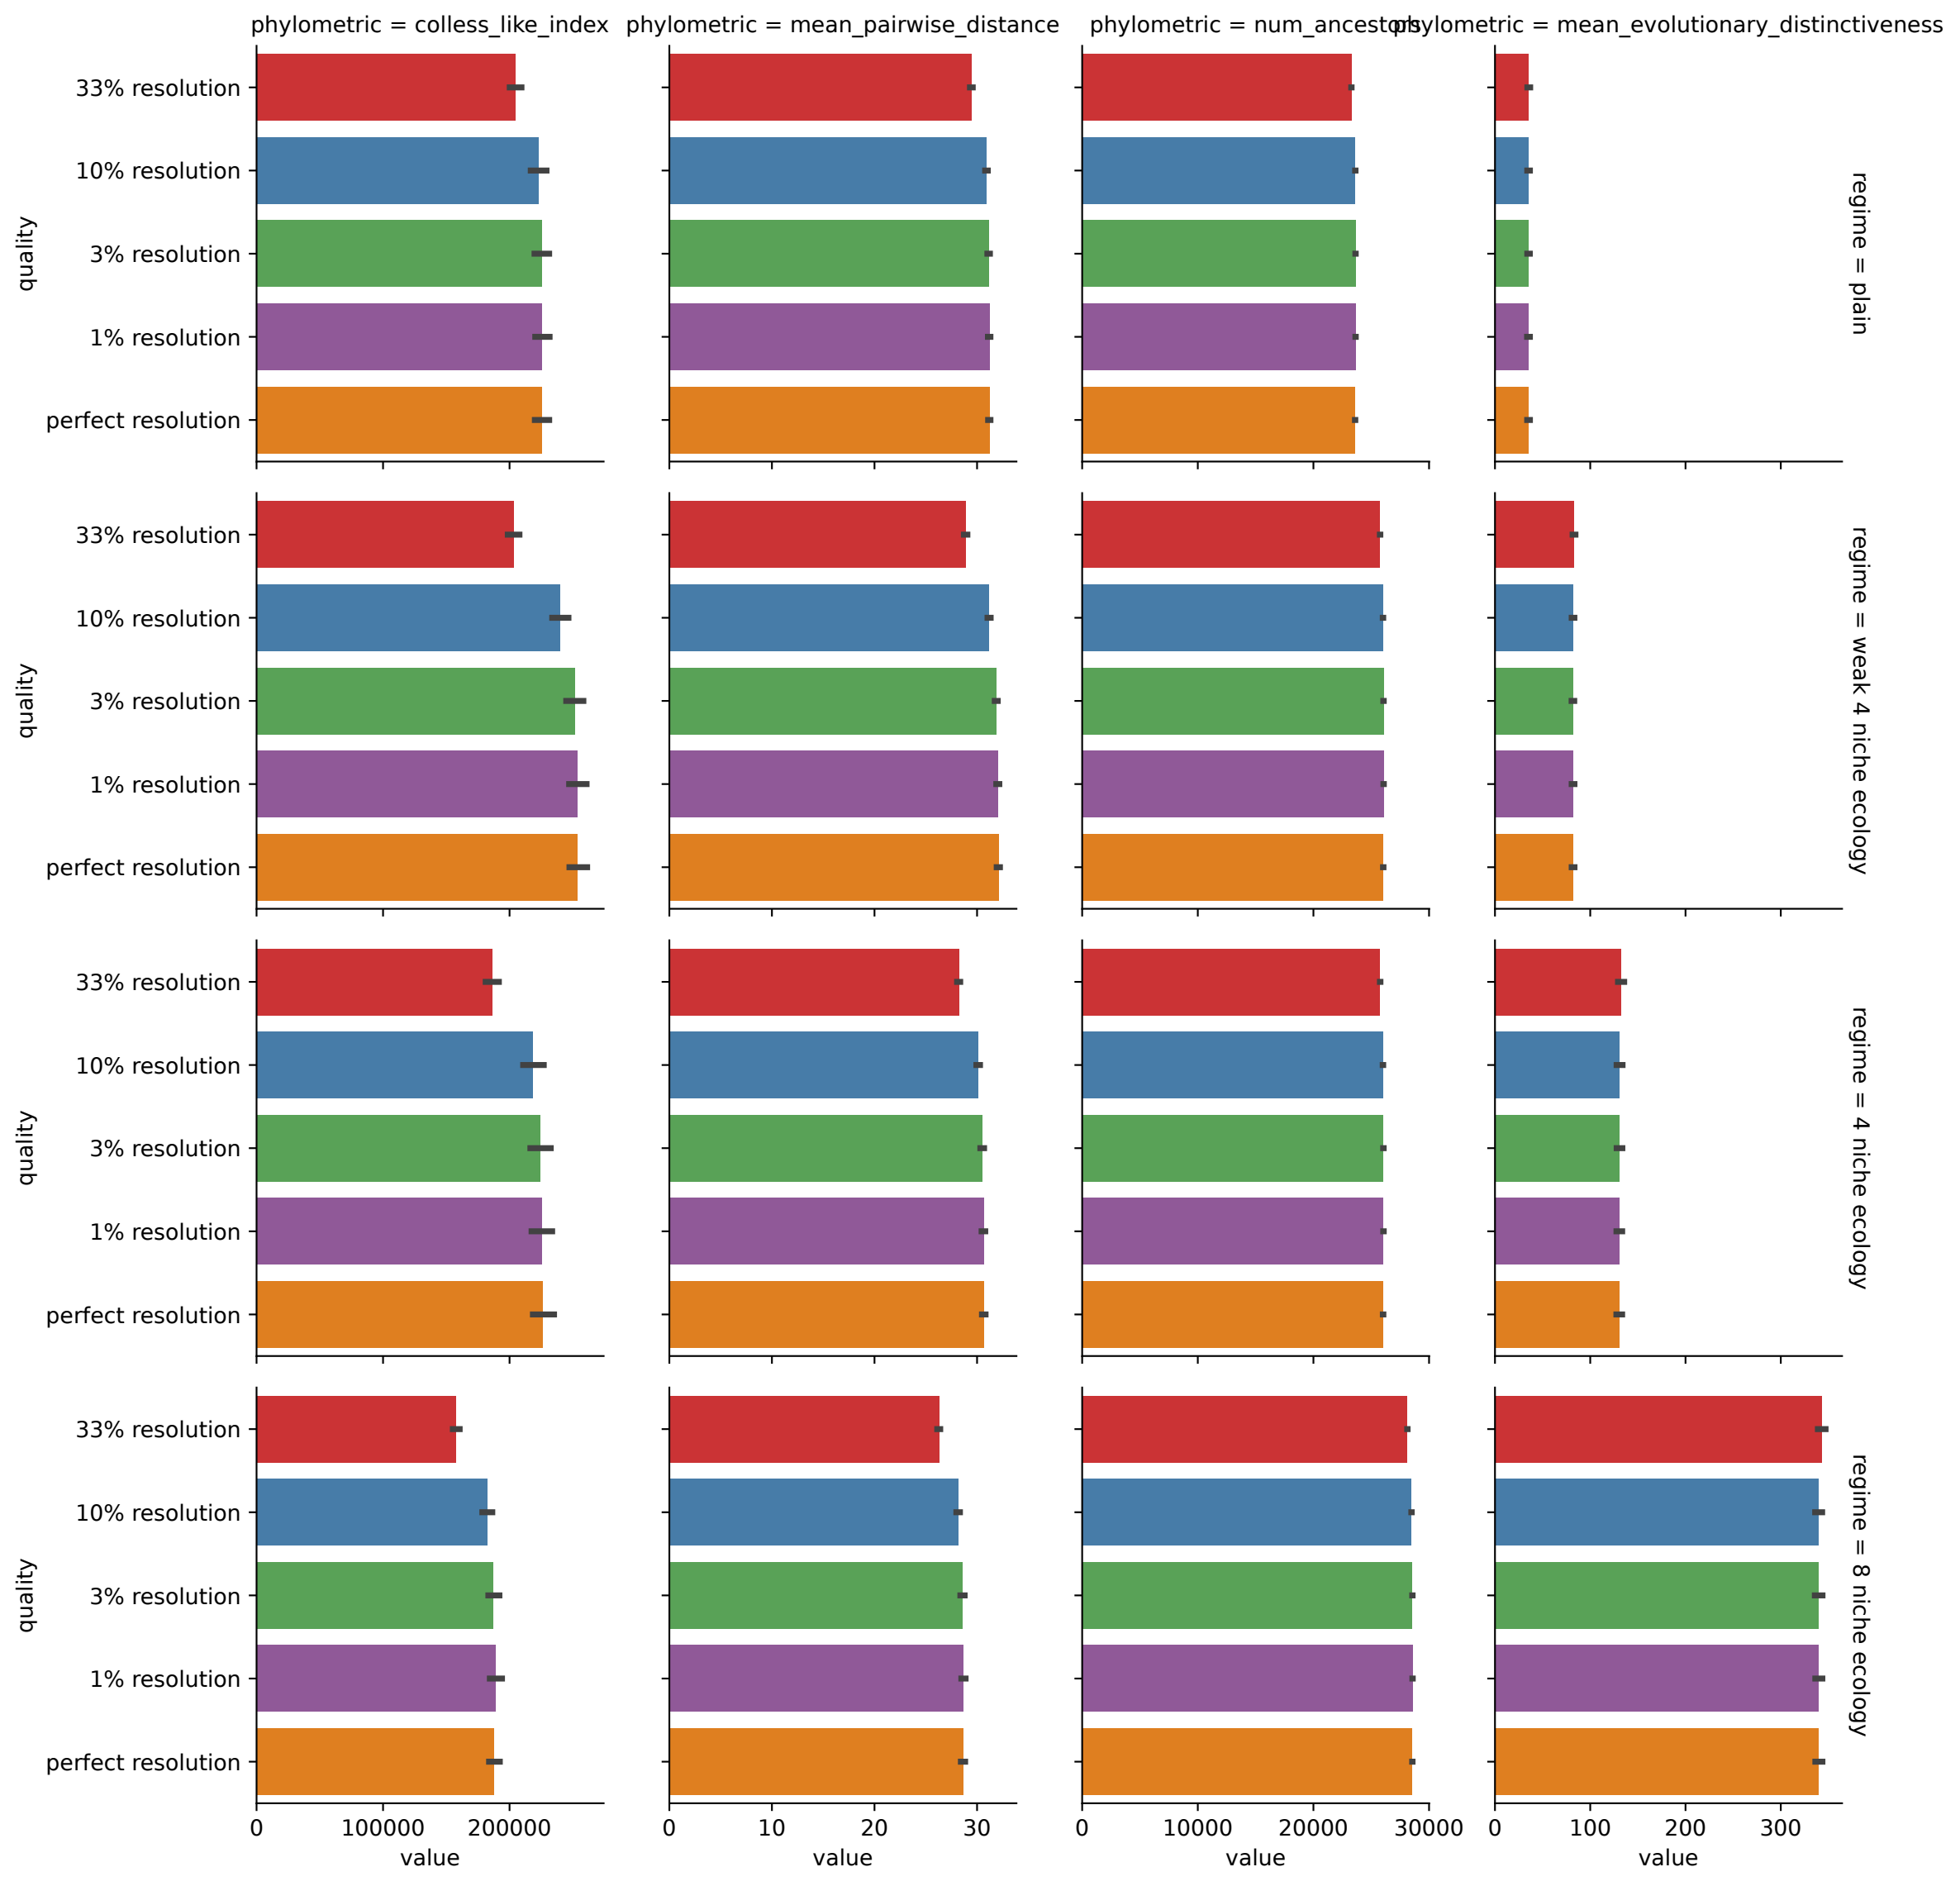 phylometric = colless_like_index
phylometric = mean_pairwise_distance
phylometric = num_ancestors
phylometric = mean_evolutionary_distinctiveness
quality
33% resolution
10% resolution
3% resolution
1% resolution
perfect resolution
regime = plain
quality
33% resolution
10% resolution
3% resolution
1% resolution
perfect resolution
regime = weak 4 niche ecology
quality
33% resolution
10% resolution
3% resolution
1% resolution
perfect resolution
regime = 4 niche ecology
quality
33% resolution
10% resolution
3% resolution
1% resolution
perfect resolution
regime = 8 niche ecology
0 100000 200000
value
0 10 20 30
value
0 10000 20000 30000
value
0 100 200 300
value